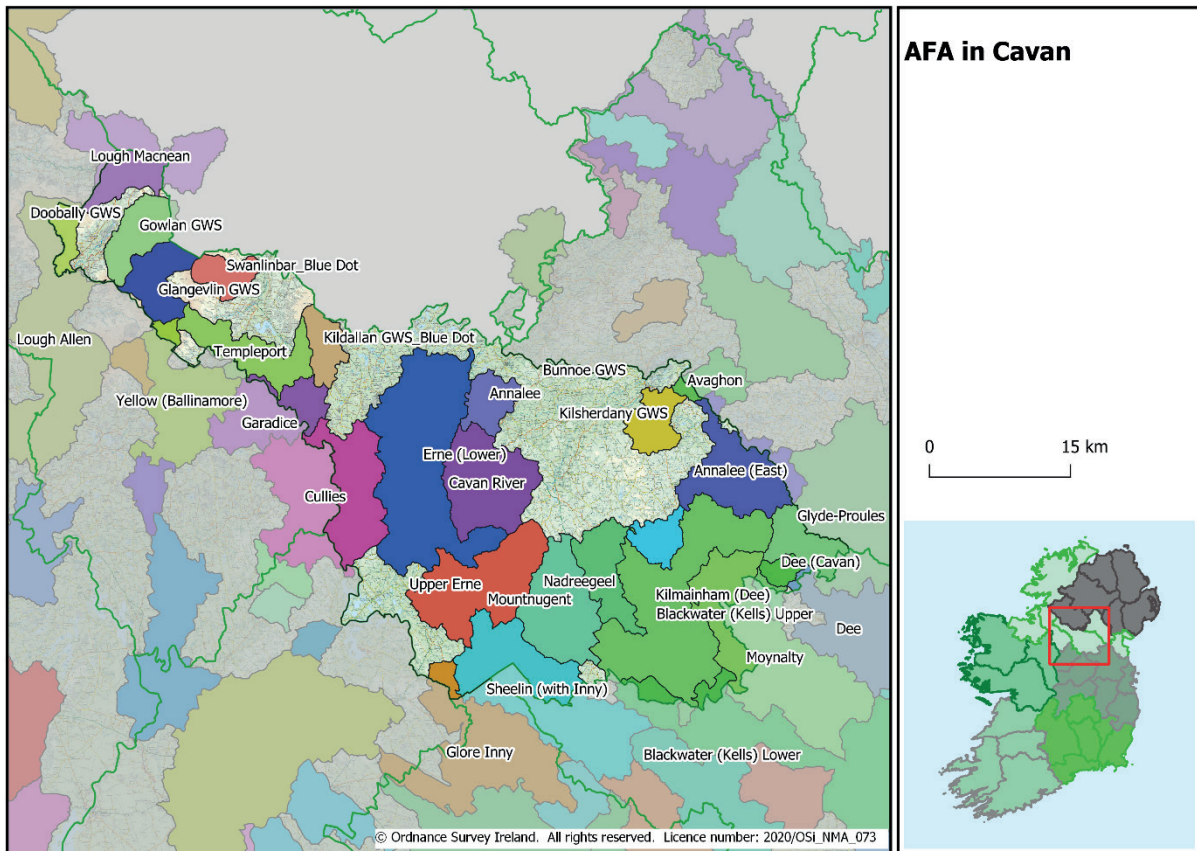 AFA in Cavan
Lough Macnean
Doobally GWS
Gowlan GWS
Swanlinbar_Blue Dot
Glangevlin GWS
Lough Allen
Templeport
Kildallan GWS_Blue Dot
Bunnoe GWS
Avaghon
Yellow (Ballinamore)
Annalee
Kilsherdany GWS
Garadice
Erne (Lower)
Annalee (East)
Cavan River
Cullies
Glyde-Proules
Dee (Cavan)
Upper Erne
Nadreegeel
Mountnugent
Kilmainham (Dee)
Blackwater (Kells) Upper
Dee
Moynalty
Sheelin (with Inny)
Glore Inny
Blackwater (Kells) Lower
© Ordnance Survey Ireland. All rights reserved. Licence number: 2020/OSi_NMA_073
0
15 km